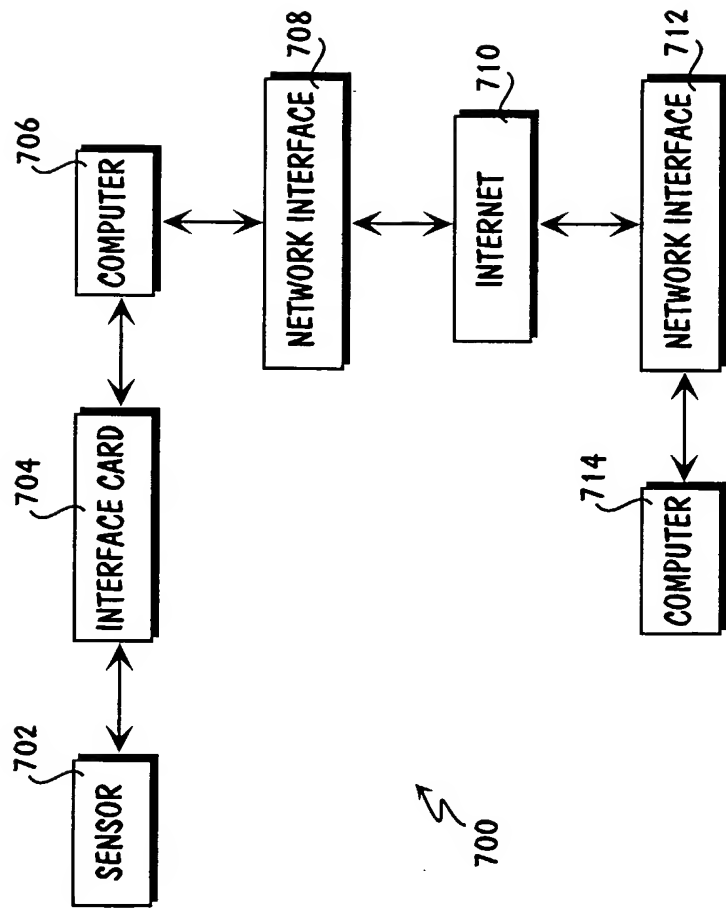 702
SENSOR
704
INTERFACE CARD
706
COMPUTER
708
NETWORK INTERFACE
710
INTERNET
712
NETWORK INTERFACE
714
COMPUTER
700